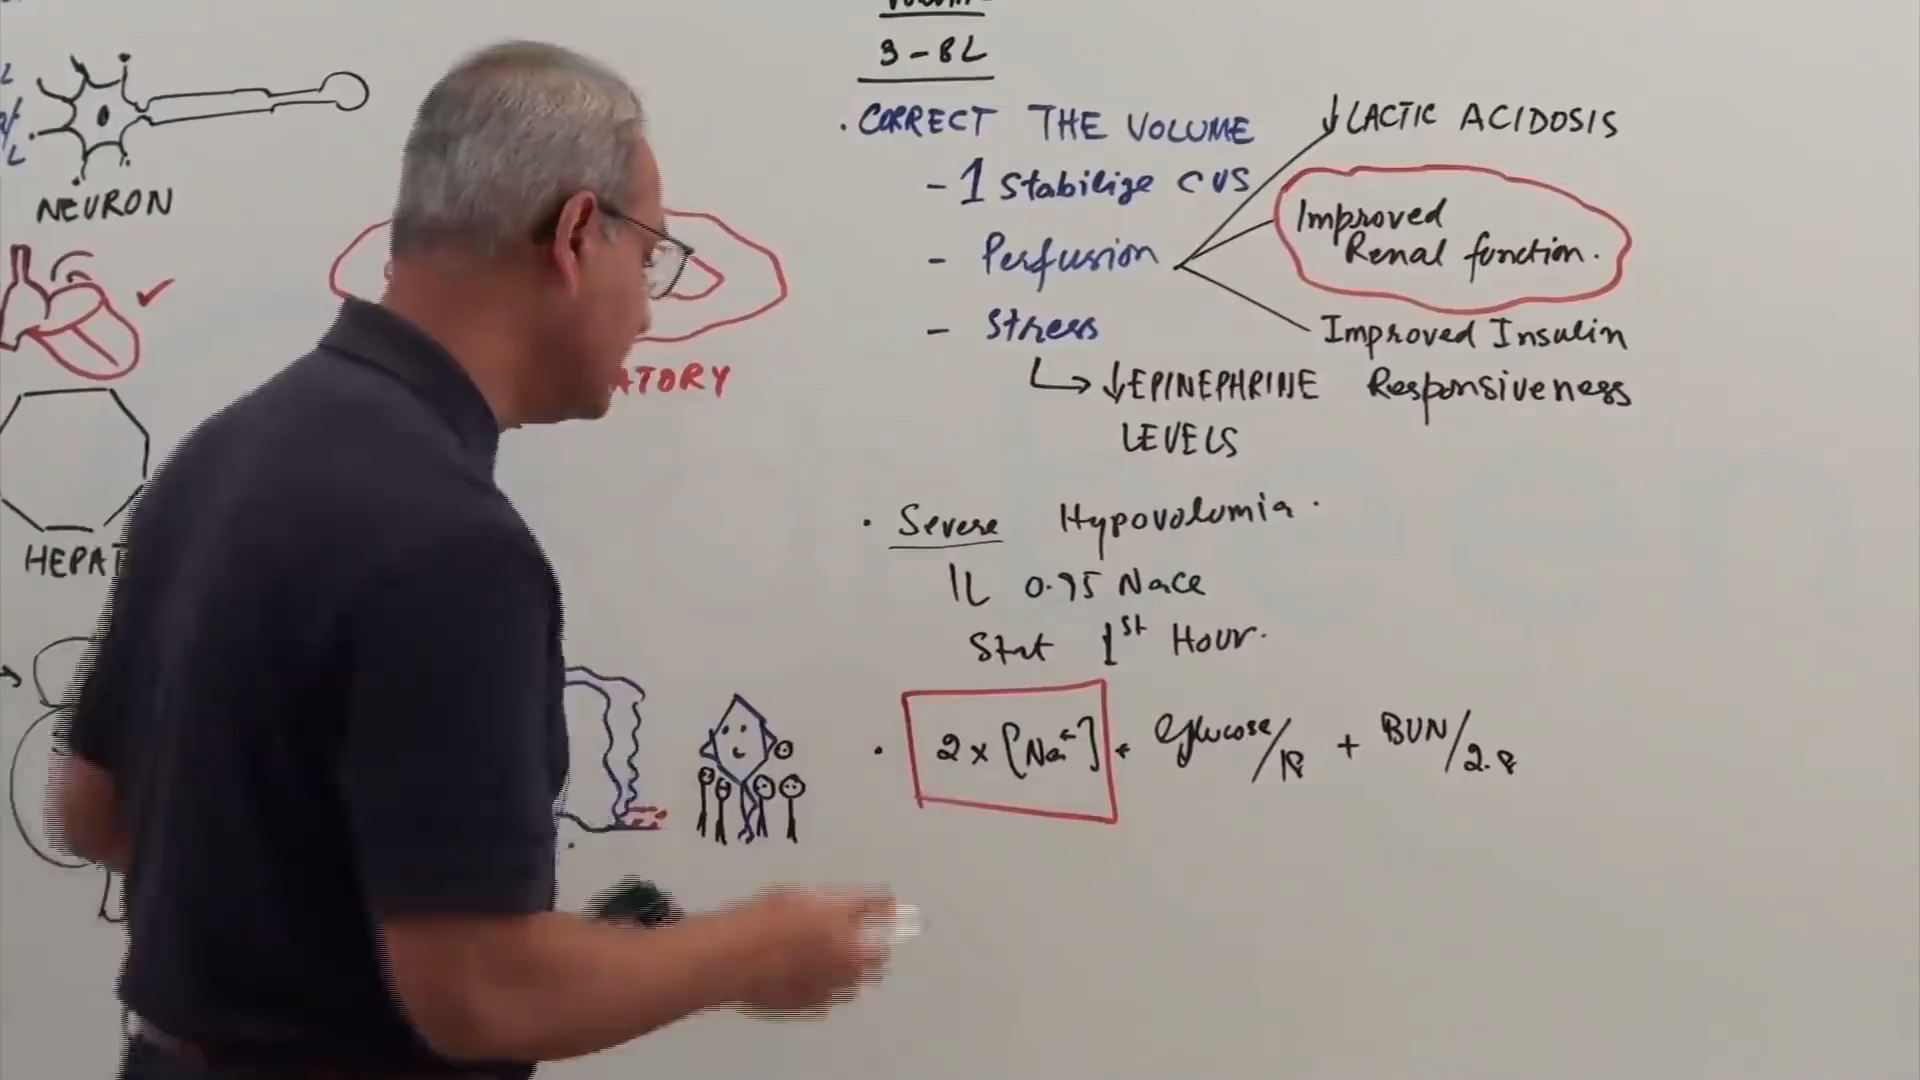 NEURON
ATORY
HEPAT
3-8L
. CORRECT THE VOLUME
- 1 Stabilize CVS
- Perfusion
- Stress
↓EPINEPHRINE
LEVELS
↓LACTIC ACIDOSIS
Improved
Renal function.
Improved Insulin
Responsiveness
. Severe Hypovolumia.
1L 0.95 Nacl
Stat 1st Hour.
. 2 x [Na+] + Glucose/18 + BUN/2.8